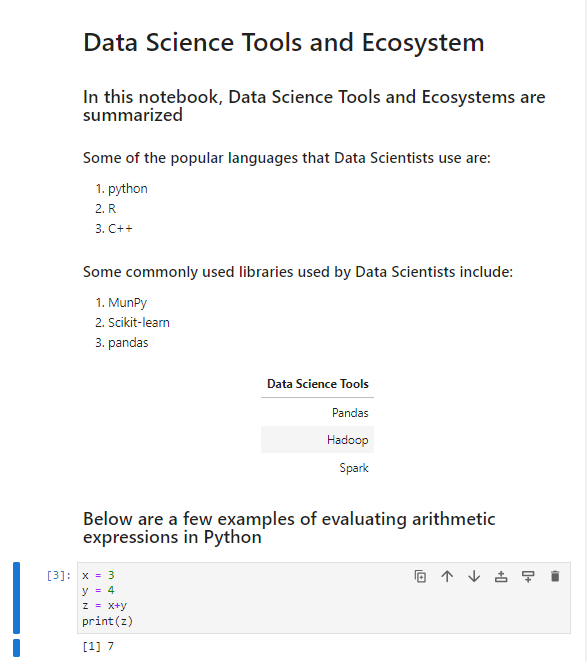 Data Science Tools and Ecosystem
In this notebook, Data Science Tools and Ecosystems are
summarized
Some of the popular languages that Data Scientists use are:
1. python
2. R
3. C++
Some commonly used libraries used by Data Scientists include:
1. MunPy
2. Scikit-learn
3. pandas
Data Science Tools
Pandas
Hadoop
Spark
Below are a few examples of evaluating arithmetic
expressions in Python
[3]: x = 3
y = 4
z = x+y
print(z)
[1] 7